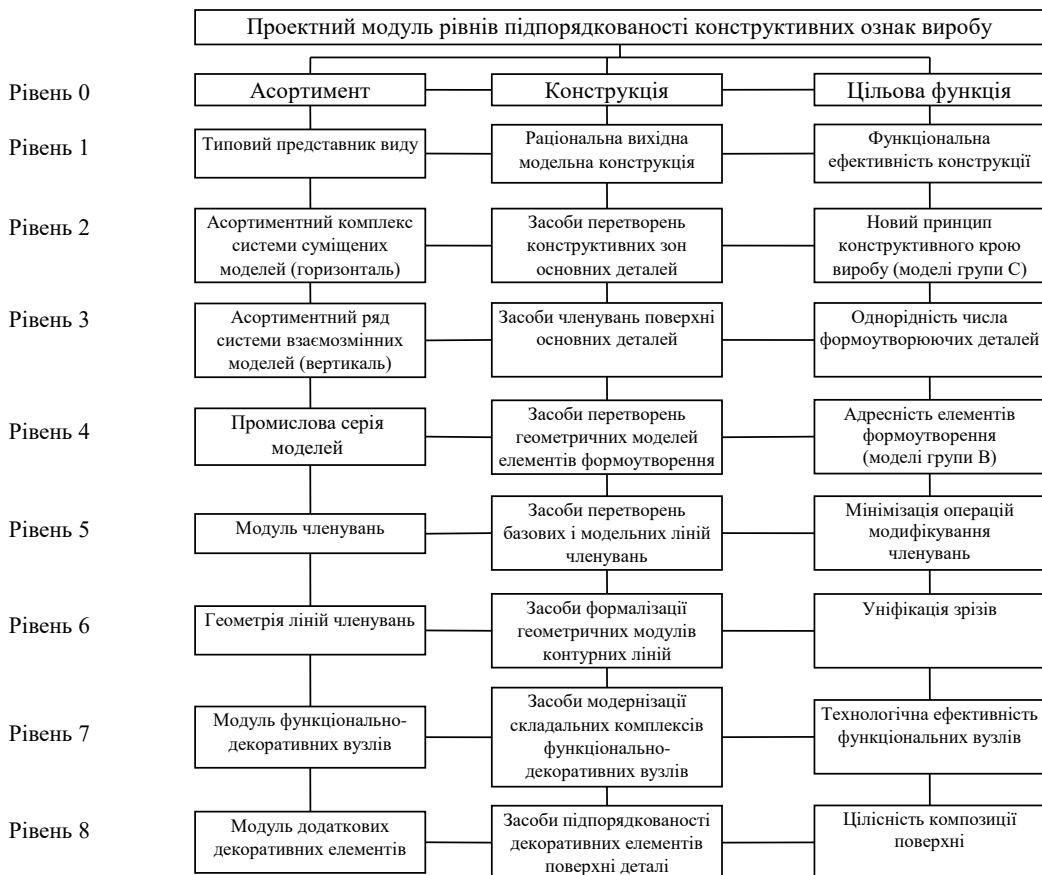 Проектний модуль рівнів підпорядкованості конструктивних ознак виробу
Рівень 0
Асортимент
Конструкція
Цільова функція
Рівень 1
Типовий представник виду
Раціональна вихідна
модельна конструкція
Функціональна
ефективність конструкції
Рівень 2
Асортиментний комплекс
системи суміщених
моделей (горизонталь)
Засоби перетворень
конструктивних зон
основних деталей
Новий принцип
конструктивного крою
виробу (моделі групи С)
Рівень 3
Асортиментний ряд
системи взаємозмінних
моделей (вертикаль)
Засоби членувань поверхні
основних деталей
Однорідність числа
формоутворюючих деталей
Рівень 4
Промислова серія
моделей
Засоби перетворень
геометричних моделей
елементів формоутворення
Адресність елементів
формоутворення
(моделі групи В)
Рівень 5
Модуль членувань
Засоби перетворень
базових і модельних ліній
членувань
Мінімізація операцій
модифікування
членувань
Рівень 6
Геометрія ліній членувань
Засоби формалізації
геометричних модулів
контурних ліній
Уніфікація зрізів
Рівень 7
Модуль функціонально-
декоративних вузлів
Засоби модернізації
складальних комплексів
функціонально-
декоративних вузлів
Технологічна ефективність
функціональних вузлів
Рівень 8
Модуль додаткових
декоративних елементів
Засоби підпорядкованості
декоративних елементів
поверхні деталі
Цілісність композиції
поверхні